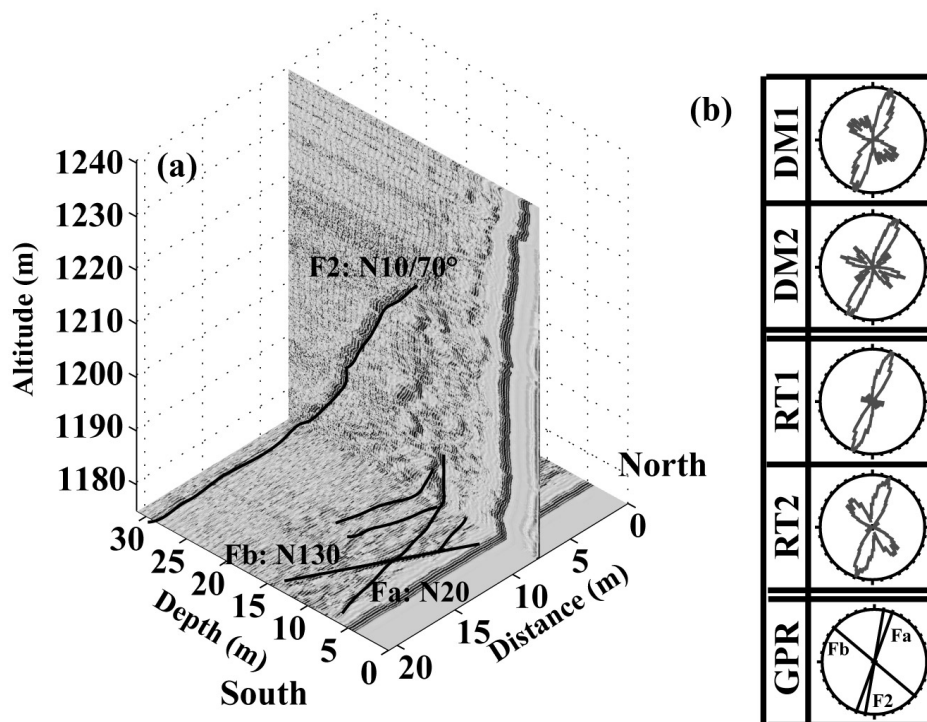 (a)
1240
1230
1220
1210
1200
1190
1180
Altitude (m)
F2: N10/70°
Fb: N130
Fa: N20
30
25
20
15
10
5
0
Depth (m)
South
20
15
10
5
0
Distance (m)
North
(b)
DM1
DM2
RT1
RT2
GPR
Fa
Fb
F2